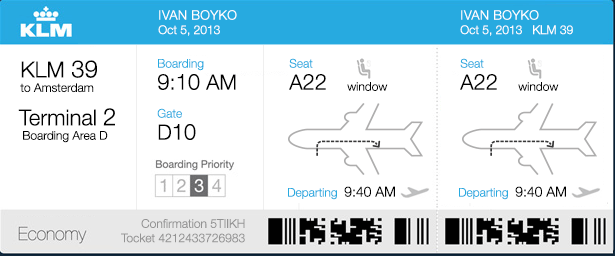 KLM
IVAN BOYKO
Oct 5, 2013
IVAN BOYKO
Oct 5, 2013 KLM 39
KLM 39
to Amsterdam
Terminal 2
Boarding Area D
Boarding
9:10 AM
Gate
D10
Boarding Priority
1 2 3 4
Seat
A22
window
Departing 9:40 AM
Seat
A22
window
Departing 9:40 AM
Economy
Confirmation 5TIIKH
Tocket 4212433726983